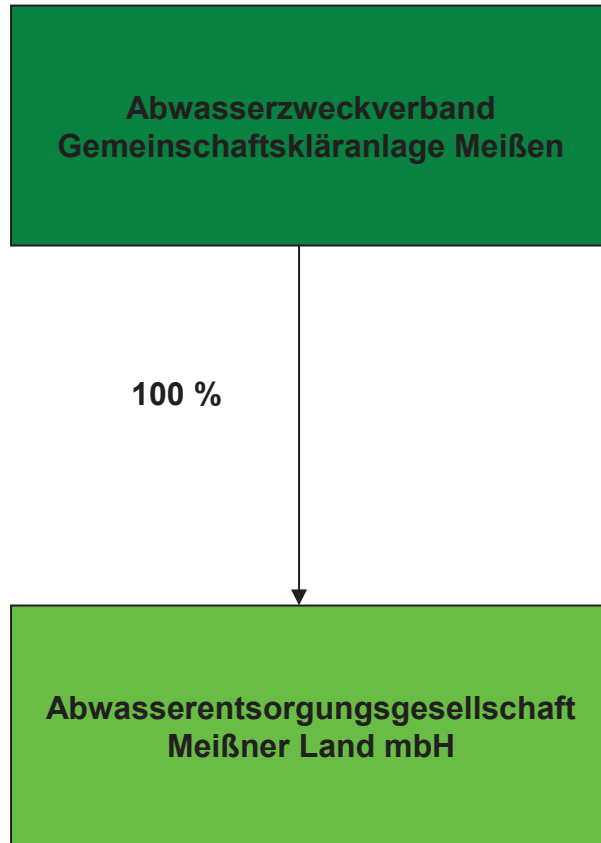 Abwasserzweckverband
Gemeinschaftskläranlage Meißen
100 %
Abwasserentsorgungsgesellschaft
Meißner Land mbH